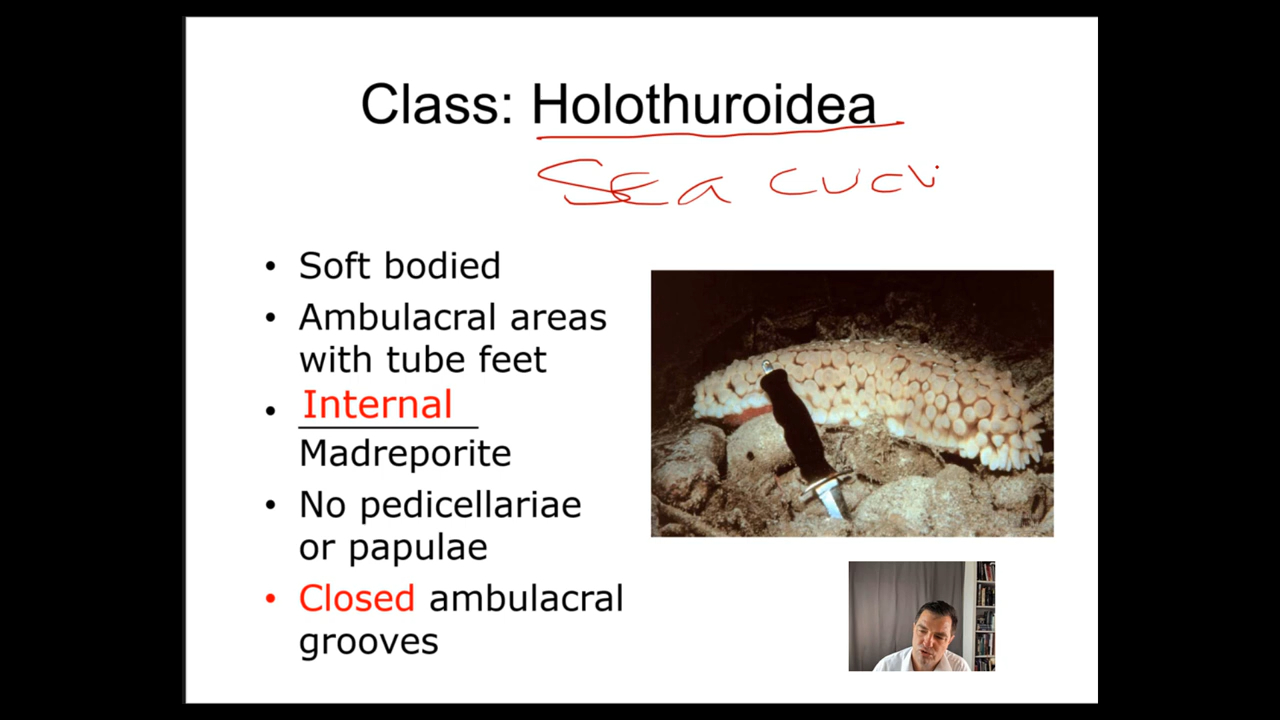 Class: Holothuroidea
Sea cucu
• Soft bodied
• Ambulacral areas
with tube feet
• Internal
Madreporite
• No pedicellariae
or papulae
• Closed ambulacral
grooves